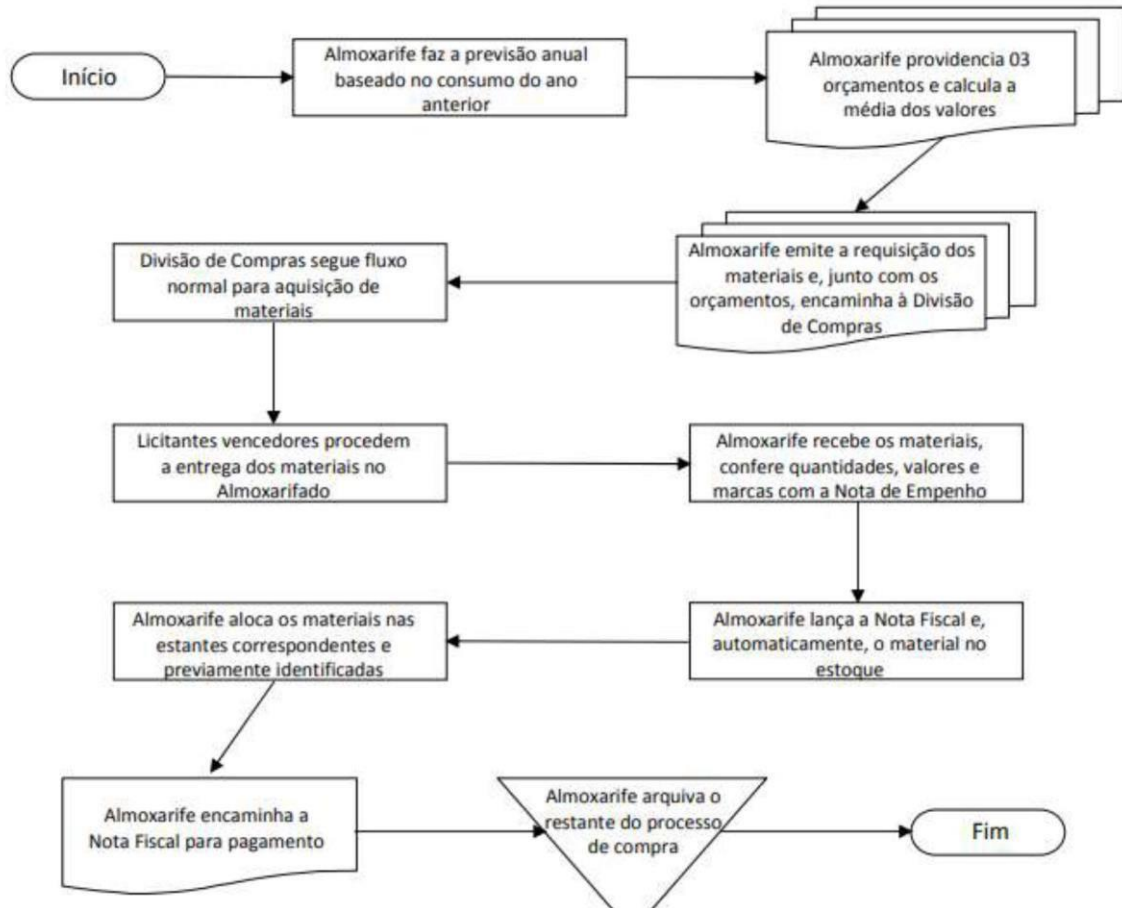 Início
Almoxarife faz a previsão anual
baseado no consumo do ano
anterior
Almoxarife providencia 03
orçamentos e calcula a
média dos valores
Almoxarife emite a requisição dos
materiais e, junto com os
orçamentos, encaminha à Divisão
de Compras
Divisão de Compras segue fluxo
normal para aquisição de
materiais
Licitantes vencedores procedem
a entrega dos materiais no
Almoxarifado
Almoxarife recebe os materiais,
confere quantidades, valores e
marcas com a Nota de Empenho
Almoxarife lança a Nota Fiscal e,
automaticamente, o material no
estoque
Almoxarife aloca os materiais nas
estantes correspondentes e
previamente identificadas
Almoxarife encaminha a
Nota Fiscal para pagamento
Almoxarife arquiva o
restante do processo
de compra
Fim